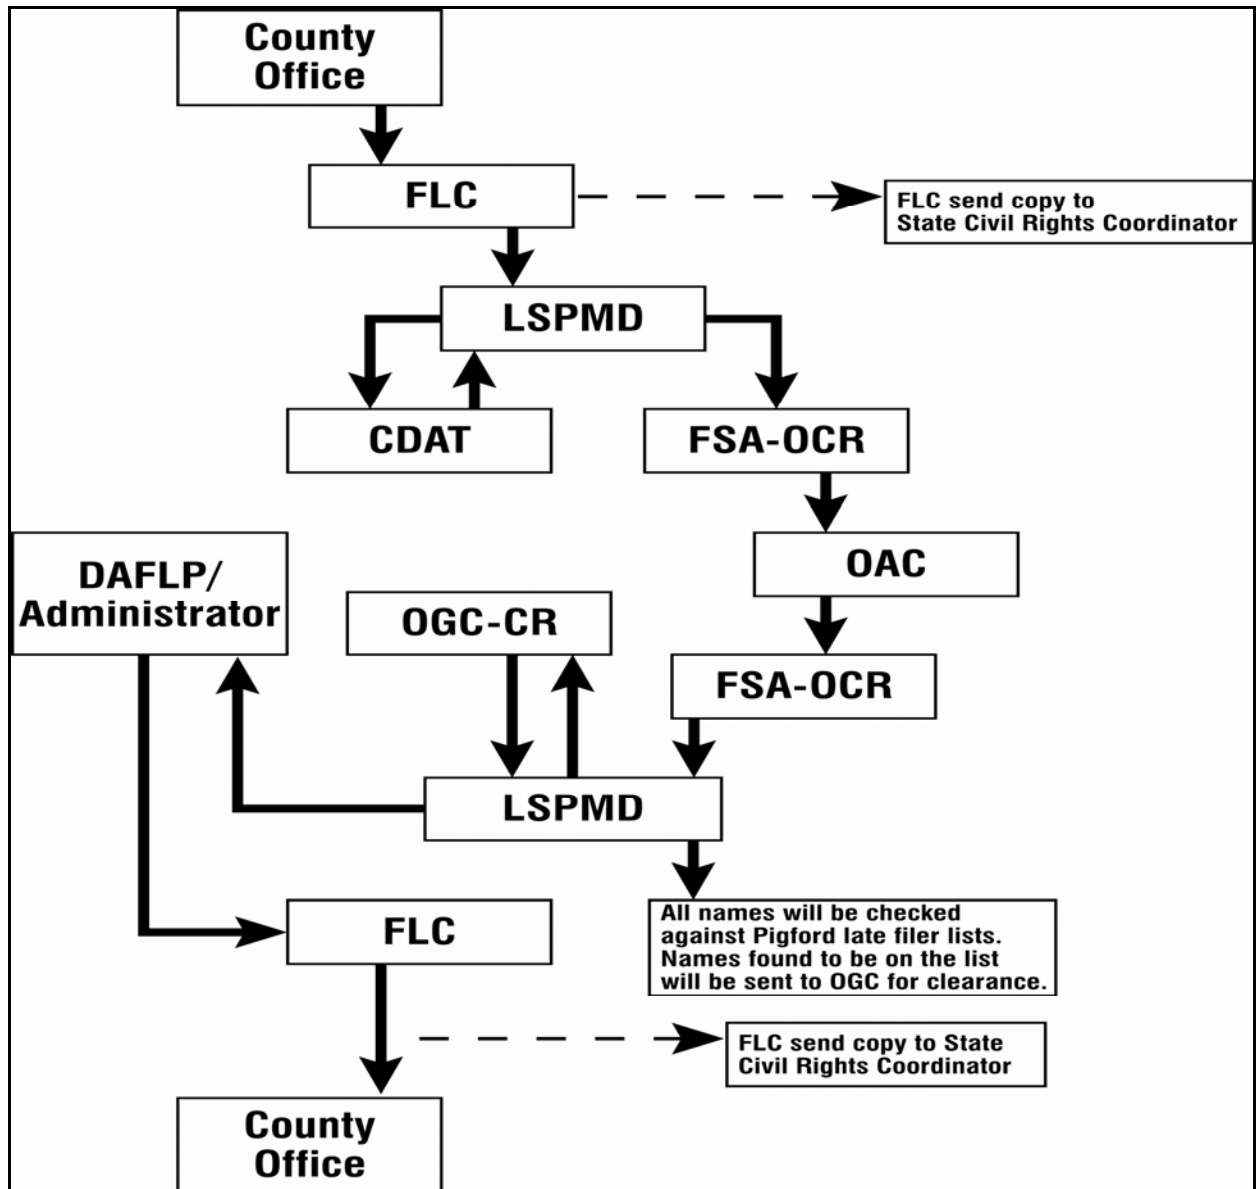 County
Office
FLC
FLC send copy to
State Civil Rights Coordinator
LSPMD
CDAT
FSA-OCR
OAC
DAFLP/
Administrator
OGC-CR
FSA-OCR
LSPMD
FLC
All names will be checked
against Pigford late filer lists.
Names found to be on the list
will be sent to OGC for clearance.
FLC send copy to State
Civil Rights Coordinator
County
Office